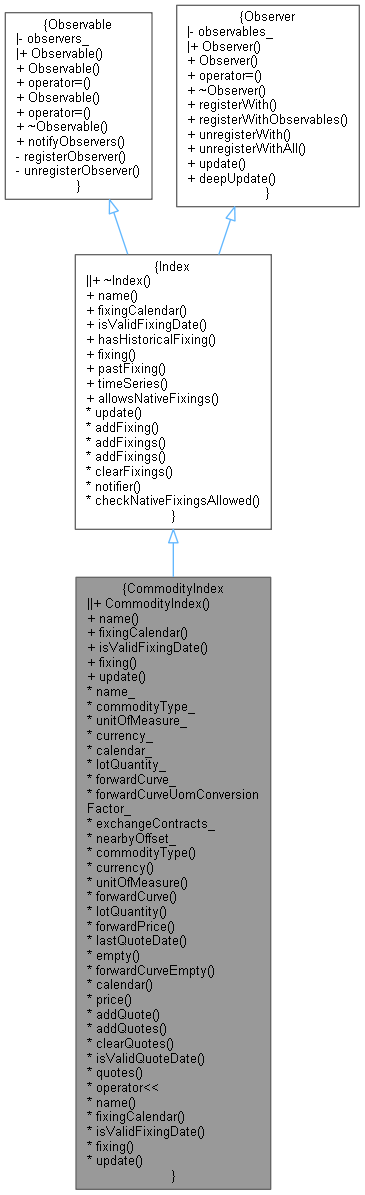 {Observable
|- observers_
|+ Observable()
+ Observable()
+ operator=()
+ Observable()
+ operator=()
+ ~Observable()
+ notifyObservers()
- registerObserver()
- unregisterObserver()
}
{Observer
|- observables_
|+ Observer()
+ Observer()
+ operator=()
+ ~Observer()
+ registerWith()
+ registerWithObservables()
+ unregisterWith()
+ unregisterWithAll()
+ update()
+ deepUpdate()
}
{Index
||+ ~Index()
+ name()
+ fixingCalendar()
+ isValidFixingDate()
+ hasHistoricalFixing()
+ fixing()
+ pastFixing()
+ timeSeries()
+ allowsNativeFixings()
* update()
* addFixing()
* addFixings()
* addFixings()
* clearFixings()
* notifier()
* checkNativeFixingsAllowed()
}
{CommodityIndex
||+ CommodityIndex()
+ name()
+ fixingCalendar()
+ isValidFixingDate()
+ fixing()
+ update()
* name_
* commodityType_
* unitOfMeasure_
* currency_
* calendar_
* lotQuantity_
* forwardCurve_
* forwardCurveUomConversion
Factor_
* exchangeContracts_
* nearbyOffset_
* commodityType()
* currency()
* unitOfMeasure()
* forwardCurve()
* lotQuantity()
* forwardPrice()
* lastQuoteDate()
* empty()
* forwardCurveEmpty()
* calendar()
* price()
* addQuote()
* addQuotes()
* clearQuotes()
* isValidQuoteDate()
* quotes()
* operator<<
* name()
* fixingCalendar()
* isValidFixingDate()
* fixing()
* update()
}